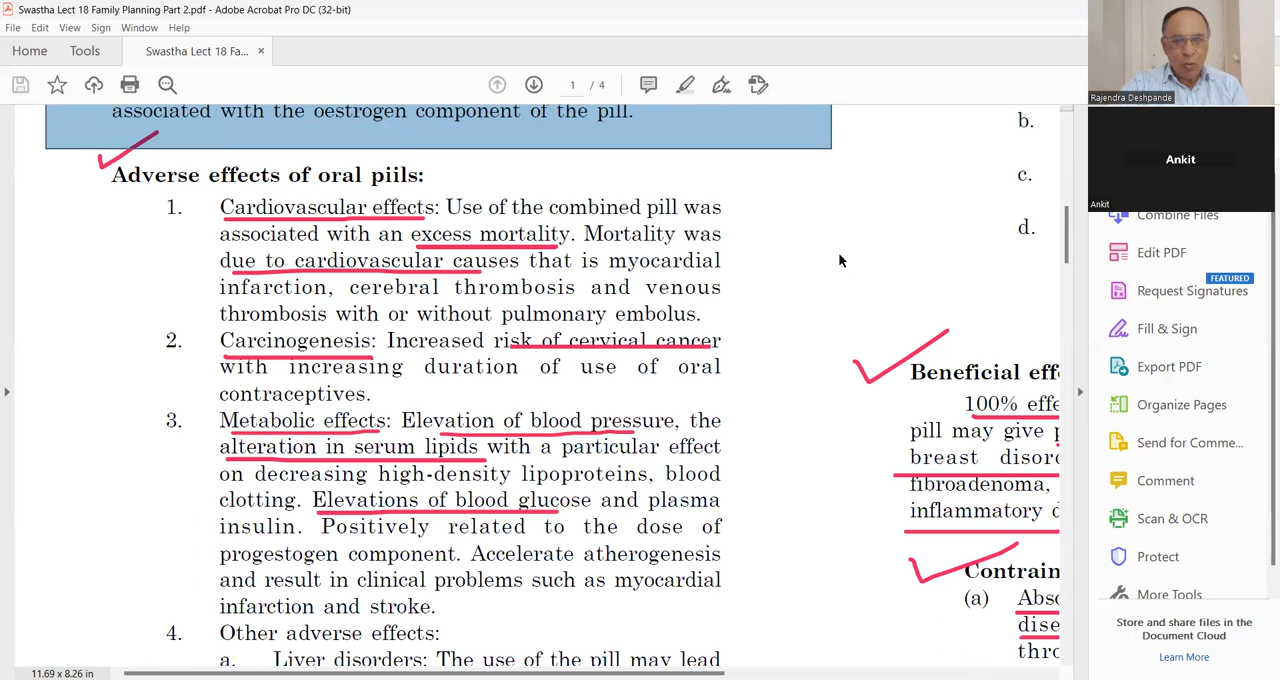 Swastha Lect 18 Family Planning Part 2.pdf - Adobe Acrobat Pro DC (32-bit)
File Edit View Sign Window Help
Home Tools Swastha Lect 18 Fa... ×
1 / 4
associated with the oestrogen component of the pill.
Adverse effects of oral piils:
1. Cardiovascular effects: Use of the combined pill was
associated with an excess mortality. Mortality was
due to cardiovascular causes that is myocardial
infarction, cerebral thrombosis and venous
thrombosis with or without pulmonary embolus.
2. Carcinogenesis: Increased risk of cervical cancer
with increasing duration of use of oral
contraceptives.
3. Metabolic effects: Elevation of blood pressure, the
alteration in serum lipids with a particular effect
on decreasing high-density lipoproteins, blood
clotting. Elevations of blood glucose and plasma
insulin. Positively related to the dose of
progestogen component. Accelerate atherogenesis
and result in clinical problems such as myocardial
infarction and stroke.
4. Other adverse effects:
a. Liver disorders: The use of the pill may lead
b.
c.
d.
Beneficial eff
100% effe
pill may give
breast disor
fibroadenoma,
inflammatory d
Contrain
(a) Abso
dise
thro
11.69 x 8.26 in
Rajendra Deshpande
Ankit
Ankit
Combine Files
Edit PDF
FEATURED
Request Signatures
Fill & Sign
Export PDF
Organize Pages
Send for Comme...
Comment
Scan & OCR
Protect
More Tools
Store and share files in the
Document Cloud
Learn More